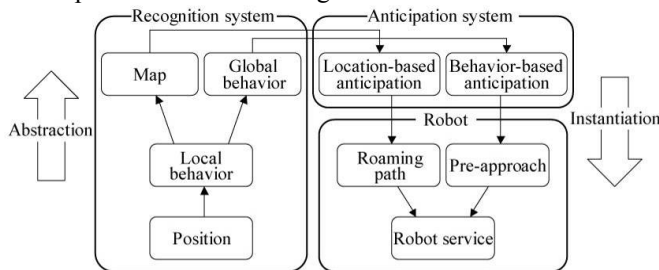 Recognition system
Anticipation system
Map
Global
behavior
Location-based
anticipation
Behavior-based
anticipation
Abstraction
Robot
Instantiation
Local
behavior
Roaming
path
Pre-approach
Position
Robot service